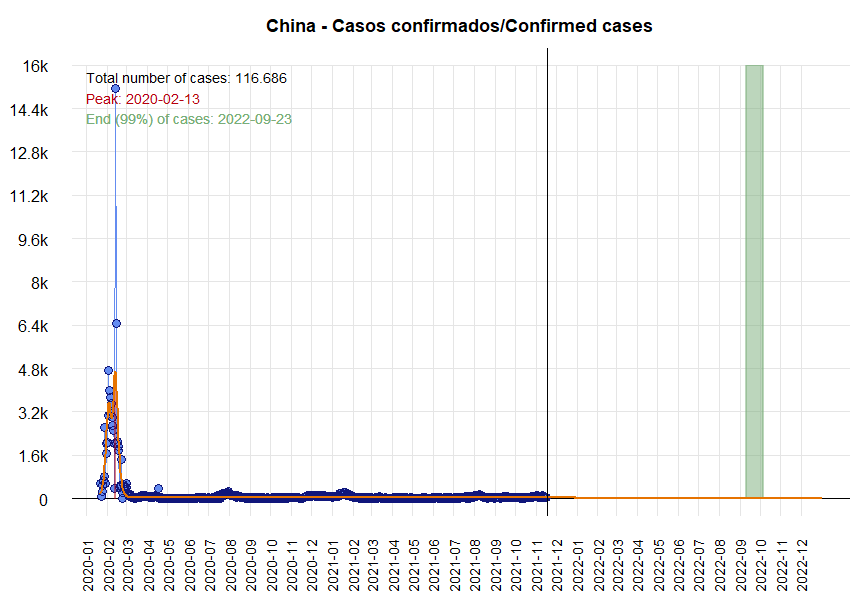 China - Casos confirmados/Confirmed cases
16k
Total number of cases: 116.686
Peak: 2020-02-13
14.4k
End (99%) of cases: 2022-09-23
12.8k
11.2k
9.6k
8k
6.4k
4.8k
3.2k
1.6k
0
2020-01
2020-02
2020-03
2020-04
2020-05
2020-06
2020-07
2020-08
2020-09
2020-10
2020-12
2021-01
2021-02
2021-03
2021-04
2021-05
2021-06
2021-07
2021-08
2021-09
2021-10
2021-11
2021-12
2022-01
2022-02
2022-03
2022-04
2022-05
2022-06
2022-07
2022-08
2022-09
2022-10
2022-11
2022-12